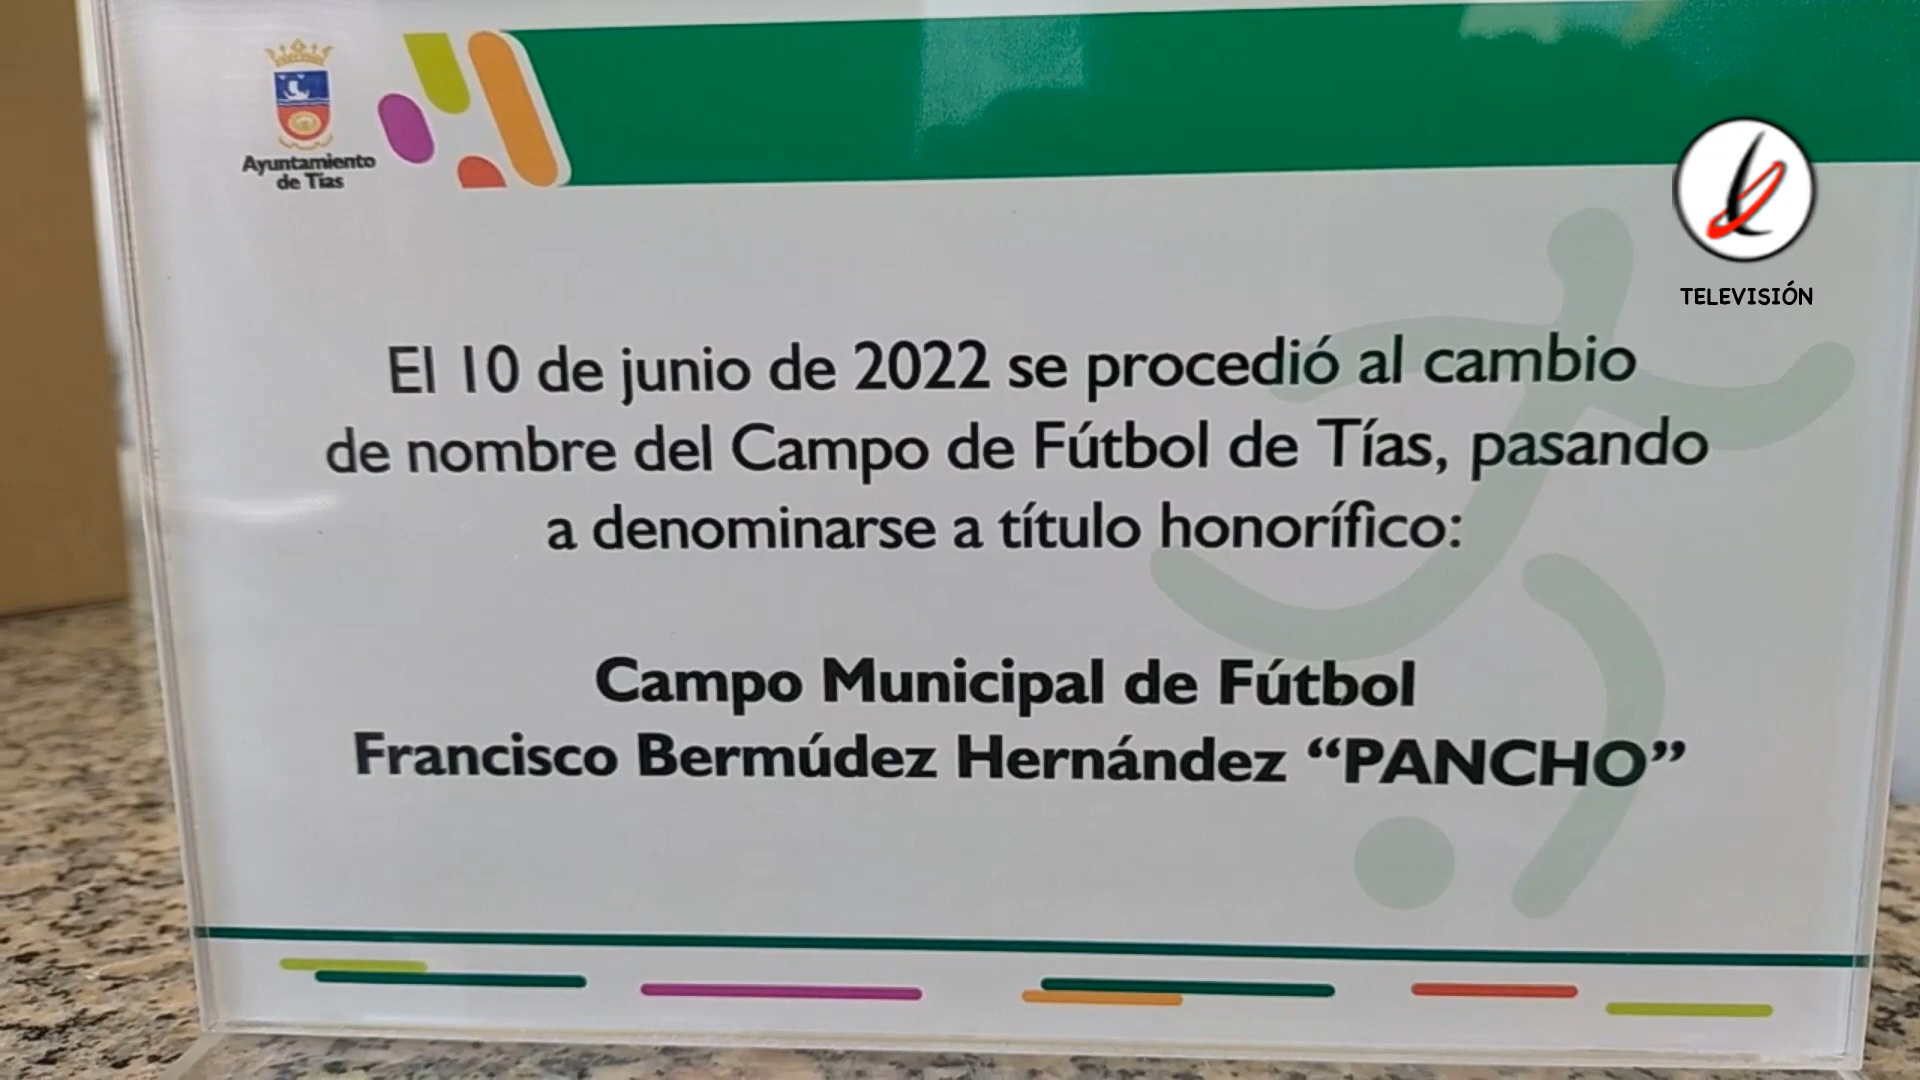 Ayuntamiento
de Tías
TELEVISIÓN
El 10 de junio de 2022 se procedió al cambio
de nombre del Campo de Fútbol de Tías, pasando
a denominarse a título honorífico:
Campo Municipal de Fútbol
Francisco Bermúdez Hernández “PANCHO”